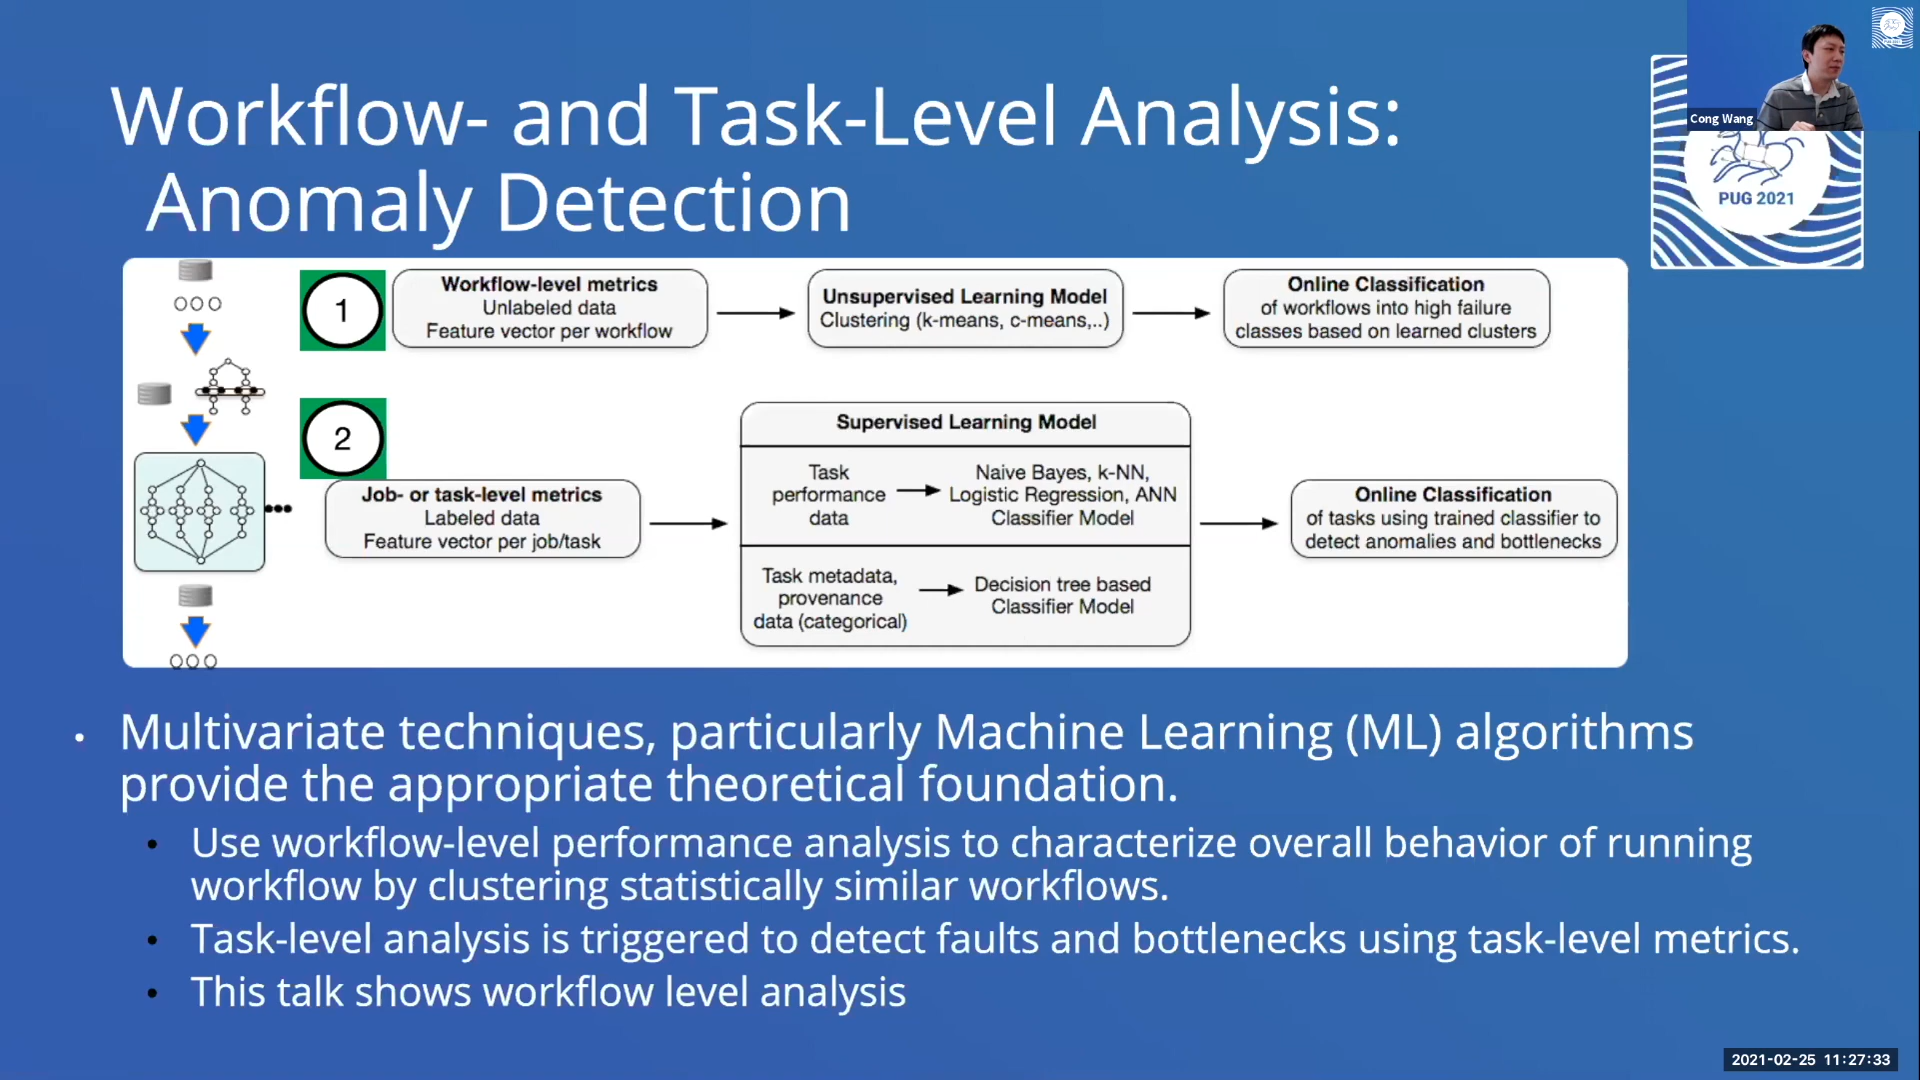 Workflow- and Task-Level Analysis:
Anomaly Detection
Cong Wang
PUG 2021
1
Workflow-level metrics
Unlabeled data
Feature vector per workflow
Unsupervised Learning Model
Clustering (k-means, c-means,..)
Online Classification
of workflows into high failure
classes based on learned clusters
2
Job- or task-level metrics
Labeled data
Feature vector per job/task
Supervised Learning Model
Task
performance
data
Naive Bayes, k-NN,
Logistic Regression, ANN
Classifier Model
Task metadata,
provenance
data (categorical)
Decision tree based
Classifier Model
Online Classification
of tasks using trained classifier to
detect anomalies and bottlenecks
• Multivariate techniques, particularly Machine Learning (ML) algorithms
provide the appropriate theoretical foundation.
• Use workflow-level performance analysis to characterize overall behavior of running
workflow by clustering statistically similar workflows.
• Task-level analysis is triggered to detect faults and bottlenecks using task-level metrics.
• This talk shows workflow level analysis
2021-02-25 11:27:33